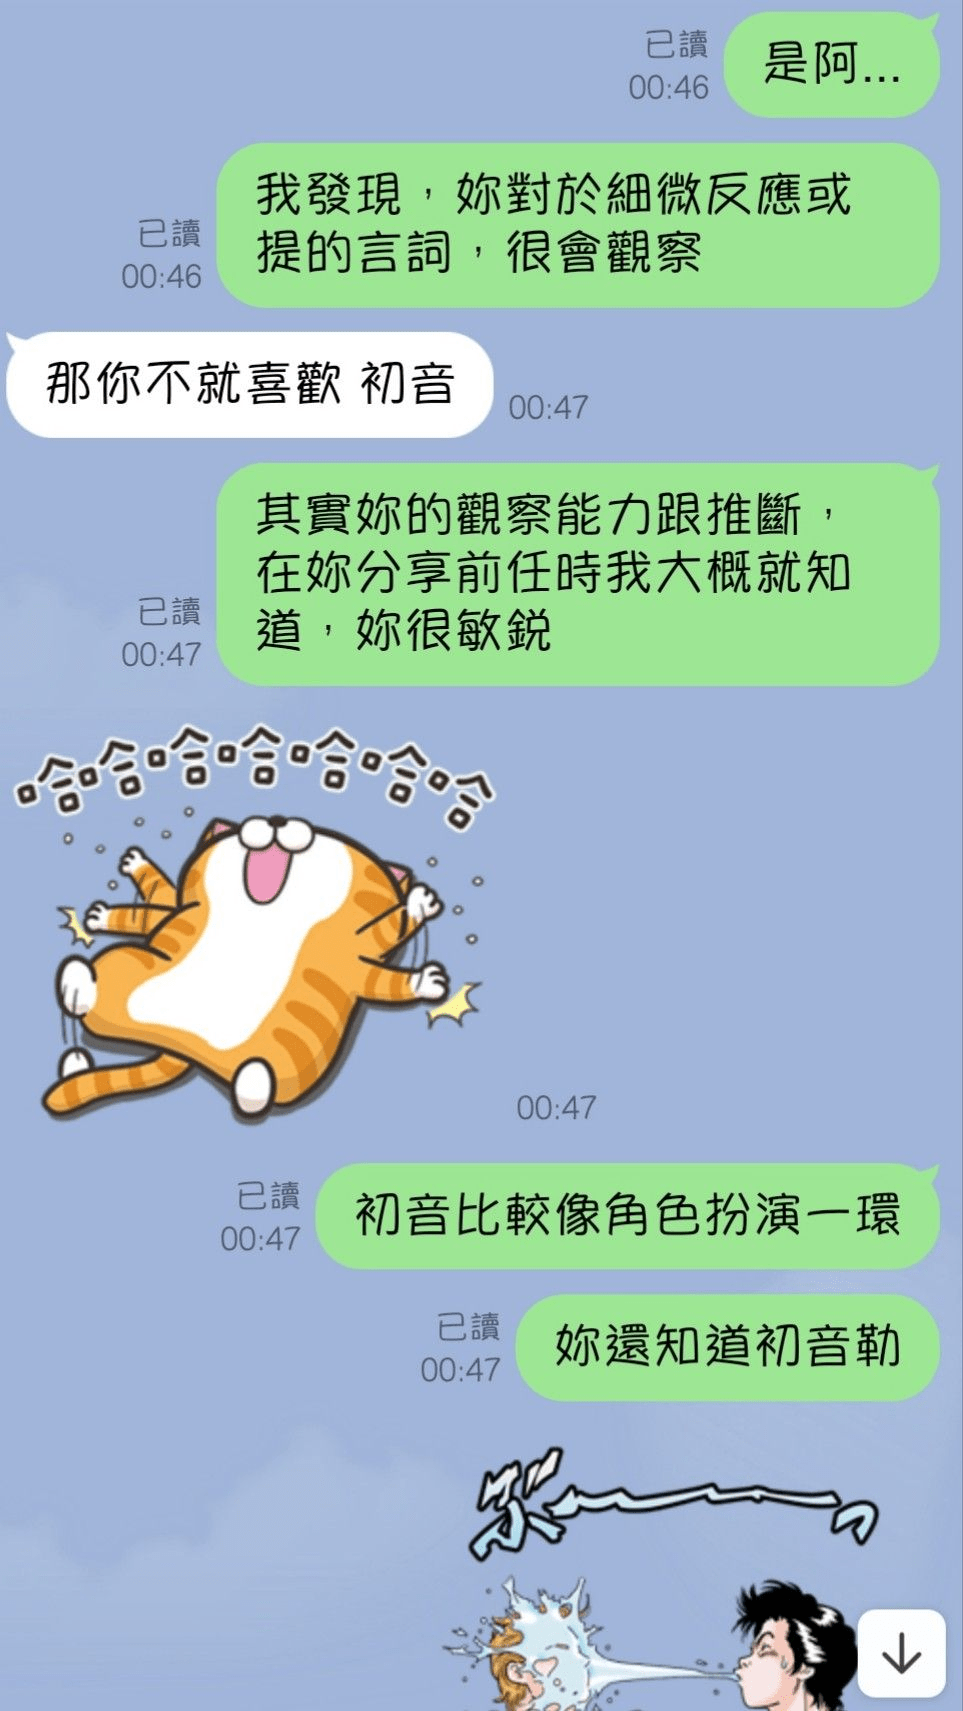 是阿...
已讀
00:46
我發現，妳對於細微反應或
提的言詞，很會觀察
已讀
00:46
那你不就喜歡 初音
00:47
其實妳的觀察能力跟推斷，
在妳分享前任時我大概就知
道，妳很敏銳
已讀
00:47
哈哈哈哈哈哈哈
00:47
初音比較像角色扮演一環
已讀
00:47
妳還知道初音勒
已讀
00:47